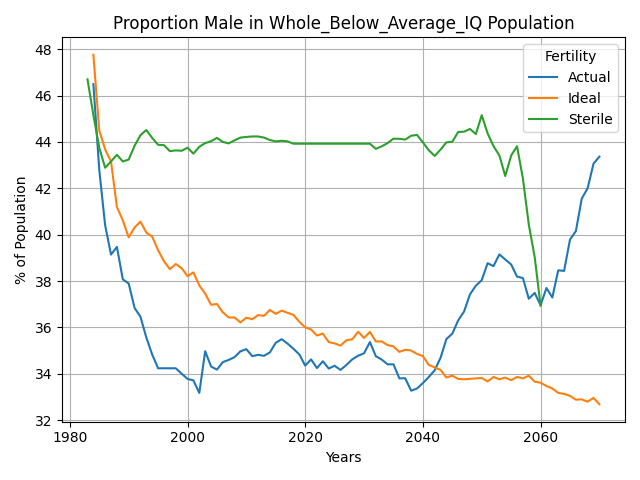 Proportion Male in Whole_Below_Average_IQ Population
Fertility
Actual
Ideal
Sterile
% of Population
48
46
44
42
40
38
36
34
32
1980
2000
2020
2040
2060
Years